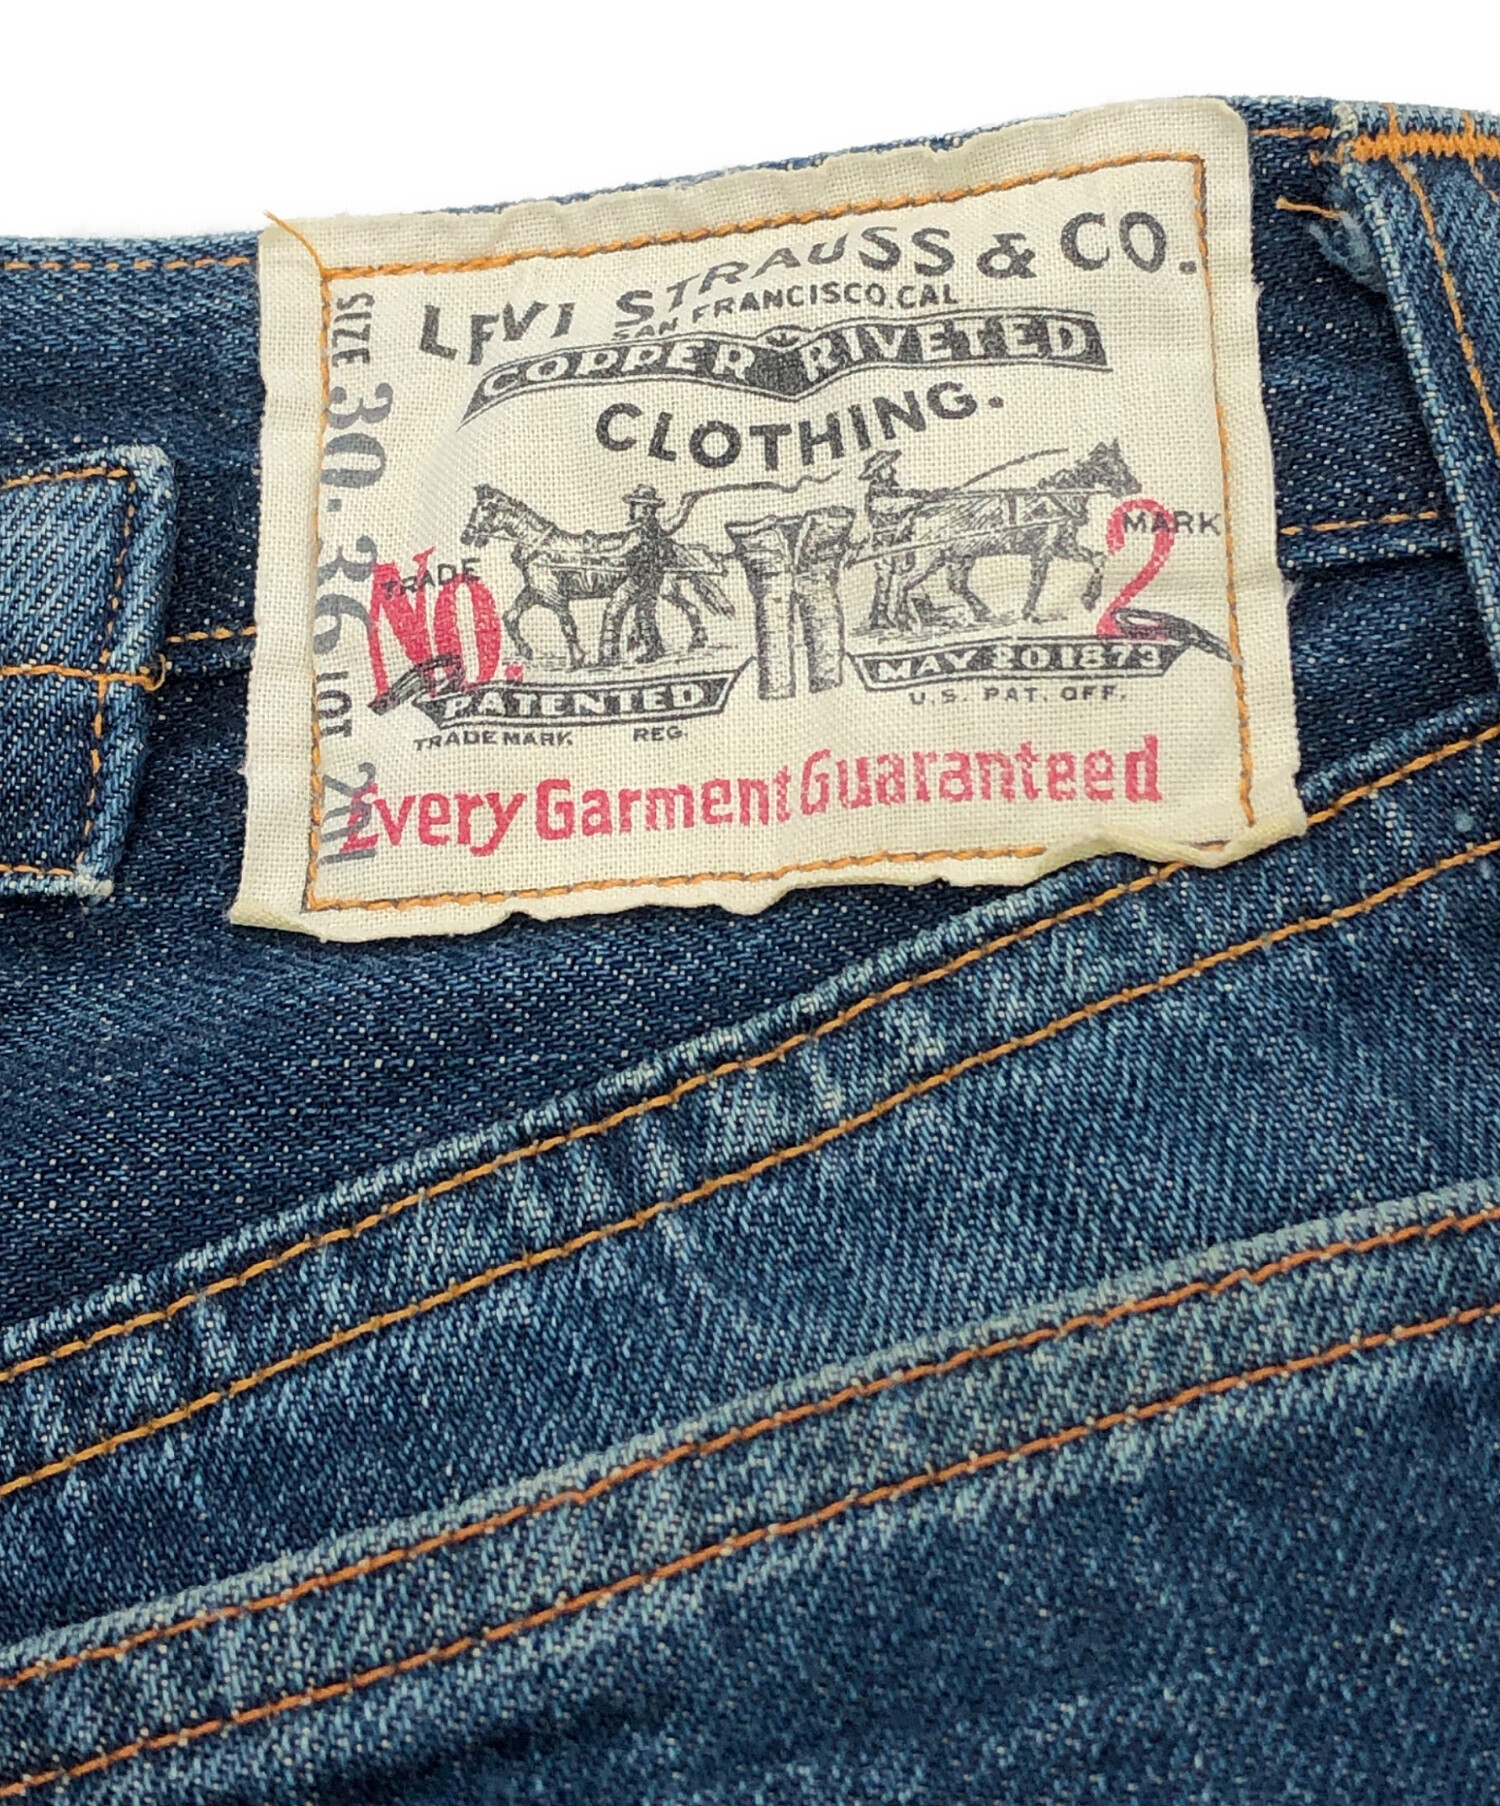 LEVI STRAUSS & CO.
SAN FRANCISCO, CAL.
COPPER RIVETED
CLOTHING.
TRADE MARK
NO. 2
PATENTED MAY 20 1873
TRADE MARK REG. U.S. PAT. OFF.
Every Garment Guaranteed
SIZE 30. 36 LOT 201